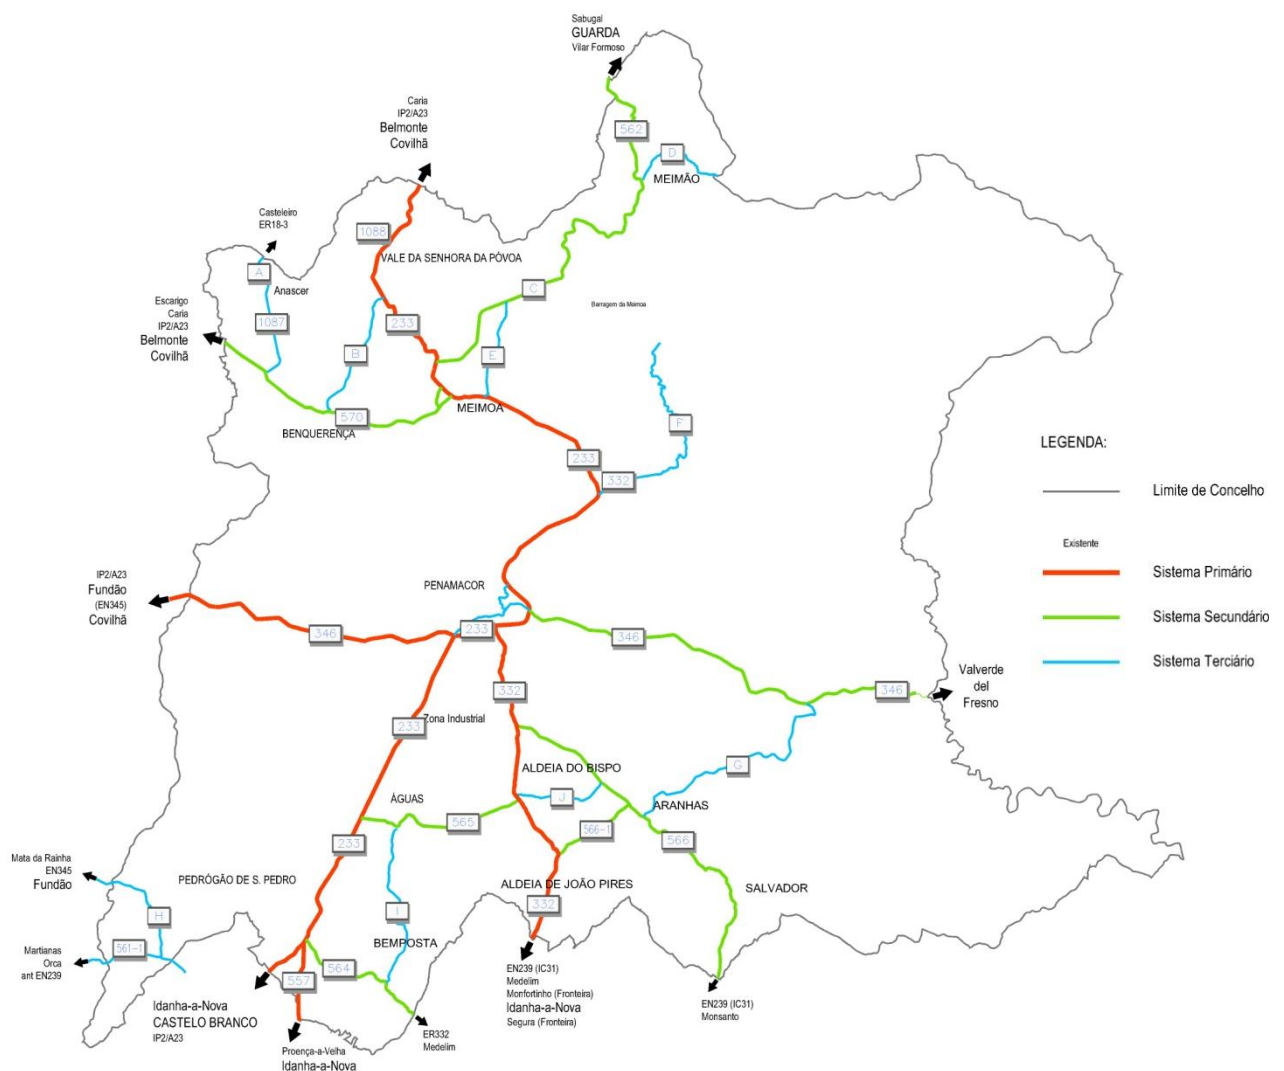 Sabugal
GUARDA
Vilar Formoso
Caria
IP2/A23
Belmonte
Covilhã
562
D
MEIMÃO
Casteleiro
ER18-3
1088
VALE DA SENHORA DA PÓVOA
A
Anascer
C
Escarigo
Caria
IP2/A23
Belmonte
Covilhã
1087
233
Barragem da Meimoa
B
E
MEIMOA
570
BENQUERENÇA
F
LEGENDA:
233
332
Limite de Concelho
Existente
Sistema Primário
Sistema Secundário
Sistema Terciário
IP2/A23
Fundão
(EN345)
Covilhã
PENAMACOR
346
233
346
Valverde
del
Fresno
332
346
Zona Industrial
233
ALDEIA DO BISPO
G
ÁGUAS
J
ARANHAS
565
566-1
566
233
Mata da Rainha
EN345
Fundão
PEDRÓGÃO DE S. PEDRO
ALDEIA DE JOÃO PIRES
SALVADOR
H
I
332
BEMPOSTA
Martianas
Orca
ant EN239
561-1
564
557
EN239 (IC31)
Medelim
Monfortinho (Fronteira)
Idanha-a-Nova
Segura (Fronteira)
EN239 (IC31)
Monsanto
Idanha-a-Nova
CASTELO BRANCO
IP2/A23
ER332
Medelim
Proença-a-Velha
Idanha-a-Nova